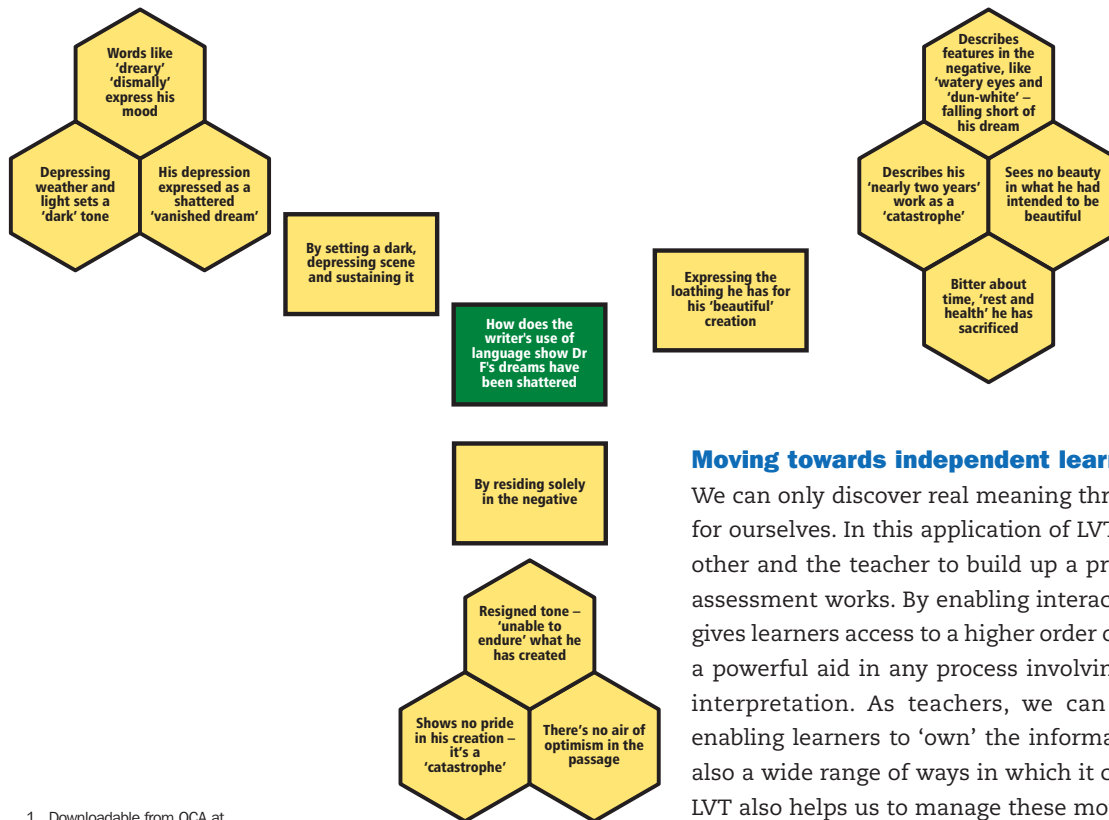 Words like
‘dreary’
‘dismally’
express his
mood
Depressing
weather and
light sets a
‘dark’ tone
His depression
expressed as a
shattered
‘vanished dream’
By setting a dark,
depressing scene
and sustaining it
How does the
writer's use of
language show Dr
F's dreams have
been shattered
Expressing the
loathing he has for
his ‘beautiful’
creation
Describes
features in the
negative, like
‘watery eyes and
‘dun-white’ –
falling short of
his dream
Describes his
‘nearly two years’
work as a
‘catastrophe’
Sees no beauty
in what he had
intended to be
beautiful
Bitter about
time, ‘rest and
health’ he has
sacrificed
By residing solely
in the negative
Resigned tone –
‘unable to
endure’ what he
has created
Shows no pride
in his creation –
it’s a
‘catastrophe’
There’s no air of
optimism in the
passage
Moving towards independent learn
We can only discover real meaning thr
for ourselves. In this application of LVT
other and the teacher to build up a pr
assessment works. By enabling interac
gives learners access to a higher order o
a powerful aid in any process involvin
interpretation. As teachers, we can
enabling learners to ‘own’ the informa
also a wide range of ways in which it c
LVT also helps us to manage these mo
1 Downloadable from QCA at